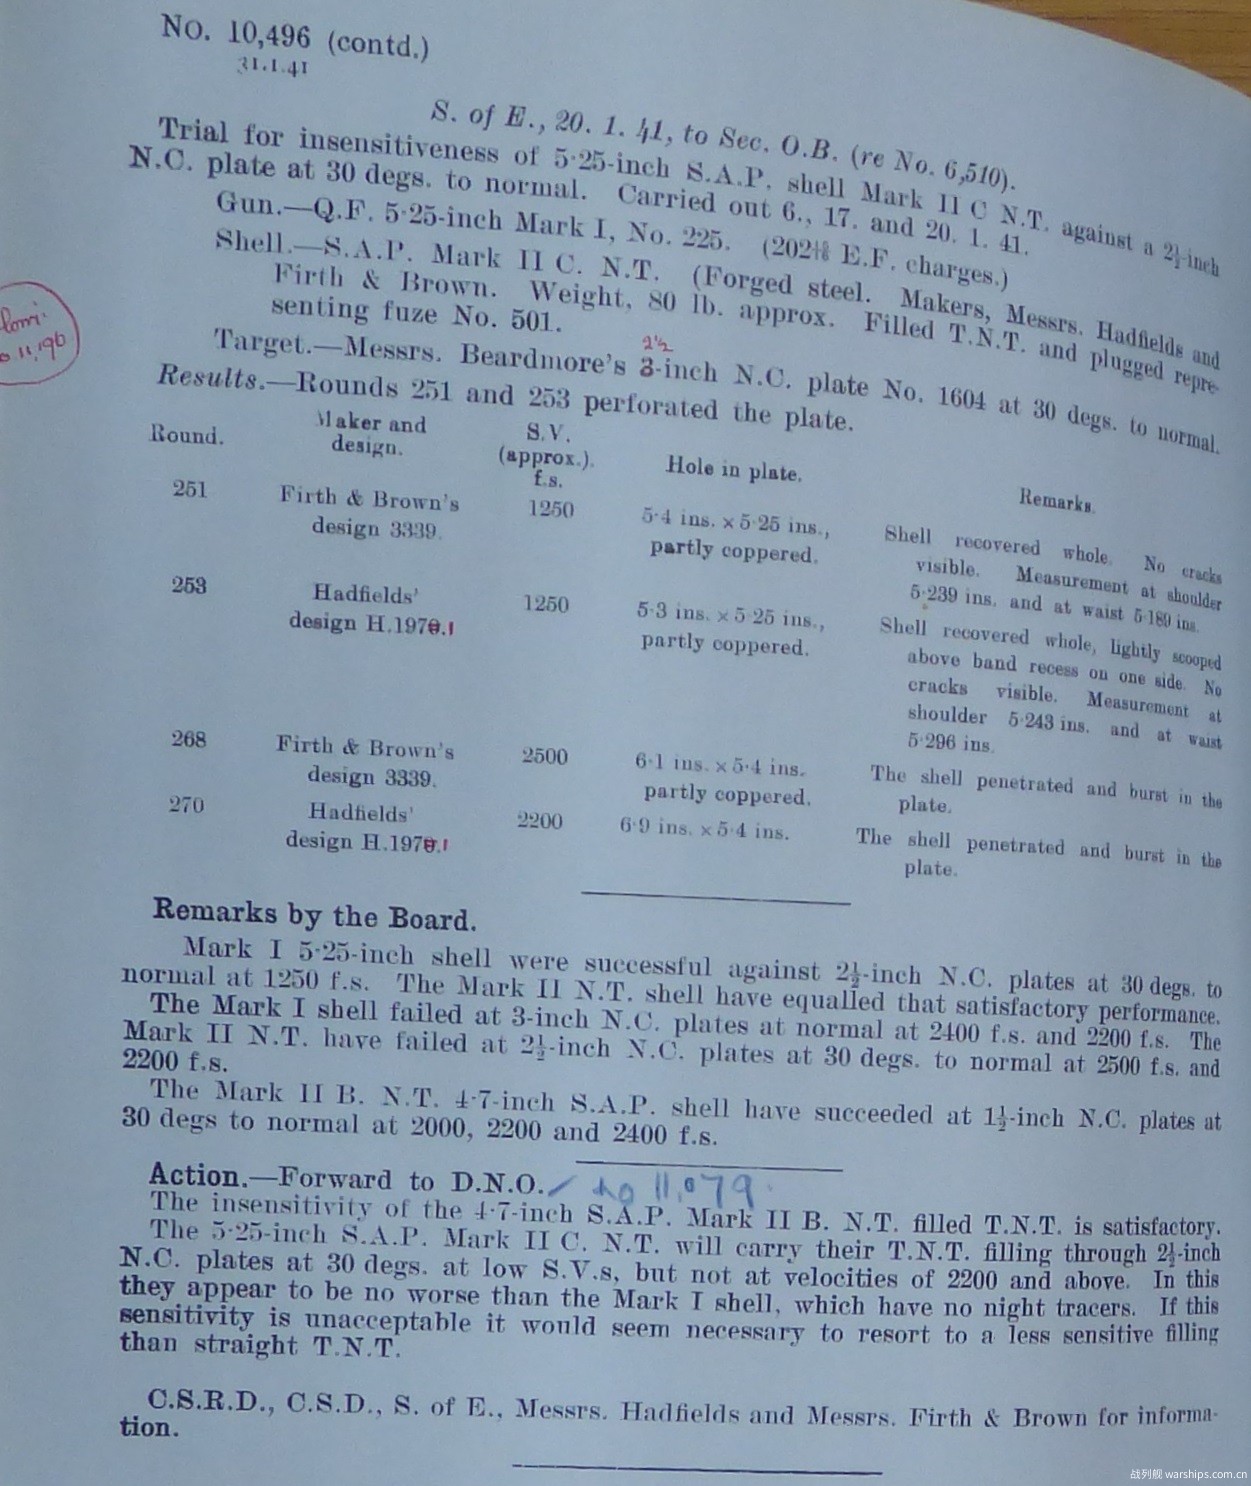 No. 10,496 (contd.)
31.1.41
S. of E., 20. 1. 41, to Sec. O.B. (re No. 6,510).
Trial for insensitiveness of 5·25-inch S.A.P. shell Mark II C N.T. against a 2½-inch
N.C. plate at 30 degs. to normal. Carried out 6., 17. and 20. 1. 41.
Gun.—Q.F. 5·25-inch Mark I, No. 225. (202 E.F. charges.)
Shell.—S.A.P. Mark II C. N.T. (Forged steel. Makers, Messrs. Hadfields and
Firth & Brown. Weight, 80 lb. approx. Filled T.N.T. and plugged repre-
senting fuze No. 501.
2½
Target.—Messrs. Beardmore's 3-inch N.C. plate No. 1604 at 30 degs. to normal.
11,196
Results.—Rounds 251 and 253 perforated the plate.
Round.
Maker and
design.
S.V.
(approx.).
f.s.
Hole in plate.
Remarks.
251
Firth & Brown's
design 3339.
1250
5·4 ins. × 5·25 ins.,
partly coppered.
Shell recovered whole. No cracks
visible. Measurement at shoulder
5·239 ins. and at waist 5·189 ins.
253
Hadfields'
design H.197.1
1250
5·3 ins. × 5·25 ins.,
partly coppered.
Shell recovered whole, lightly scooped
above band recess on one side. No
cracks visible. Measurement at
shoulder 5·243 ins. and at waist
5·296 ins.
268
Firth & Brown's
design 3339.
2500
6·1 ins. × 5·4 ins.
partly coppered.
The shell penetrated and burst in the
plate.
270
Hadfields'
design H.197.1
2200
6·9 ins. × 5·4 ins.
The shell penetrated and burst in the
plate.
Remarks by the Board.
Mark I 5·25-inch shell were successful against 2½-inch N.C. plates at 30 degs. to
normal at 1250 f.s. The Mark II N.T. shell have equalled that satisfactory performance.
The Mark I shell failed at 3-inch N.C. plates at normal at 2400 f.s. and 2200 f.s. The
Mark II N.T. have failed at 2½-inch N.C. plates at 30 degs. to normal at 2500 f.s. and
2200 f.s.
The Mark II B. N.T. 4·7-inch S.A.P. shell have succeeded at 1½-inch N.C. plates at
30 degs to normal at 2000, 2200 and 2400 f.s.
Action.—Forward to D.N.O. No 11,079.
The insensitivity of the 4·7-inch S.A.P. Mark II B. N.T. filled T.N.T. is satisfactory.
The 5·25-inch S.A.P. Mark II C. N.T. will carry their T.N.T. filling through 2½-inch
N.C. plates at 30 degs. at low S.V.s, but not at velocities of 2200 and above. In this
they appear to be no worse than the Mark I shell, which have no night tracers. If this
sensitivity is unacceptable it would seem necessary to resort to a less sensitive filling
than straight T.N.T.
C.S.R.D., C.S.D., S. of E., Messrs. Hadfields and Messrs. Firth & Brown for informa-
tion.
战列舰 warships.com.cn